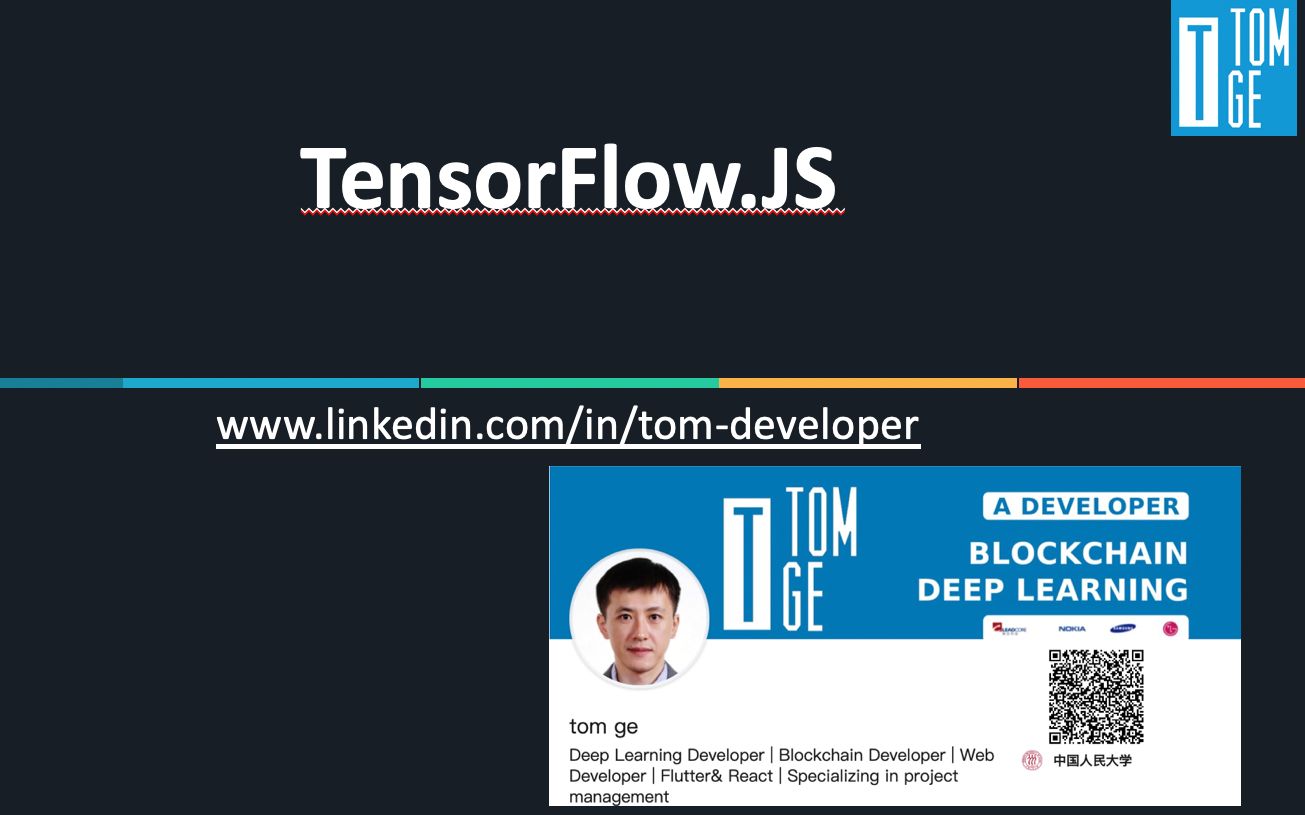 T TOM
GE
TensorFlow.JS
www.linkedin.com/in/tom-developer
T TOM
GE
A DEVELOPER
BLOCKCHAIN
DEEP LEARNING
LEADCORE NOKIA SAMSUNG LG
tom ge
Deep Learning Developer | Blockchain Developer | Web
Developer | Flutter& React | Specializing in project
management
中国人民大学